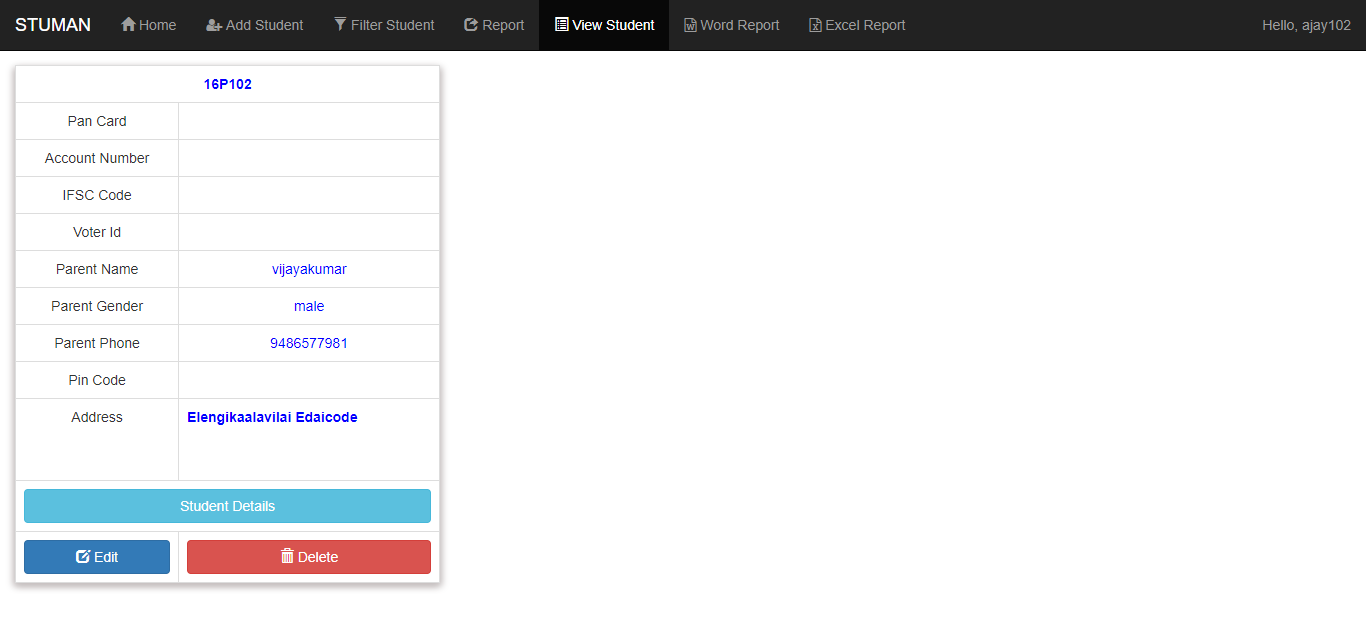 STUMAN Home Add Student Filter Student Report View Student Word Report Excel Report Hello, ajay102
16P102
Pan Card
Account Number
IFSC Code
Voter Id
Parent Name vijayakumar
Parent Gender male
Parent Phone 9486577981
Pin Code
Address Elengikaalavilai Edaicode
Student Details
Edit Delete